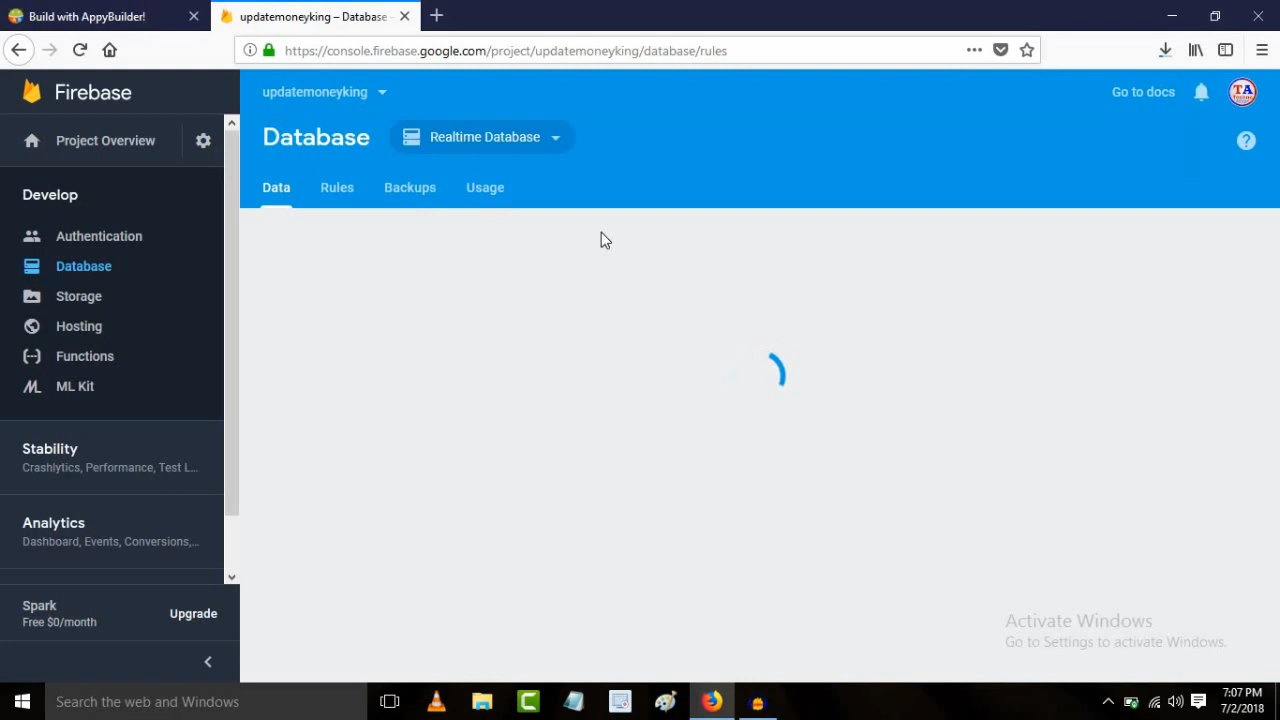 Build with AppyBuilder!
updatemoneyking – Database -
https://console.firebase.google.com/project/updatemoneyking/database/rules
Firebase
updatemoneyking
Go to docs
TA
Project Overview
Database
Realtime Database
Data
Rules
Backups
Usage
Develop
Authentication
Database
Storage
Hosting
Functions
ML Kit
Stability
Crashlytics, Performance, Test L...
Analytics
Dashboard, Events, Conversions,...
Spark
Free $0/month
Upgrade
Activate Windows
Go to Settings to activate Windows.
Search the web and Windows
7:07 PM
7/2/2018